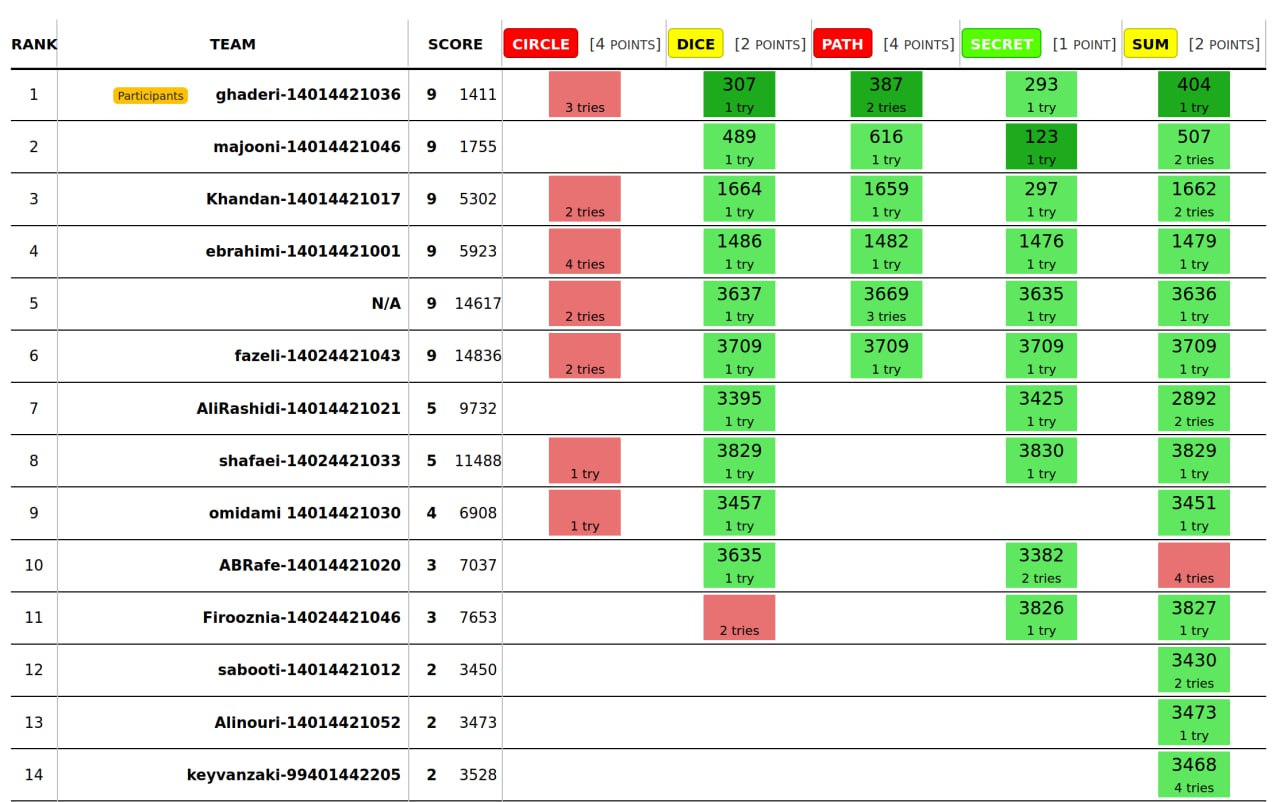 RANK TEAM SCORE CIRCLE [4 POINTS] DICE [2 POINTS] PATH [4 POINTS] SECRET [1 POINT] SUM [2 POINTS]
1 Participants ghaderi-14014421036 9 1411 3 tries 307 1 try 387 2 tries 293 1 try 404 1 try
2 majooni-14014421046 9 1755 489 1 try 616 1 try 123 1 try 507 2 tries
3 Khandan-14014421017 9 5302 2 tries 1664 1 try 1659 1 try 297 1 try 1662 2 tries
4 ebrahimi-14014421001 9 5923 4 tries 1486 1 try 1482 1 try 1476 1 try 1479 1 try
5 N/A 9 14617 2 tries 3637 1 try 3669 3 tries 3635 1 try 3636 1 try
6 fazeli-14024421043 9 14836 2 tries 3709 1 try 3709 1 try 3709 1 try 3709 1 try
7 AliRashidi-14014421021 5 9732 3395 1 try 3425 1 try 2892 2 tries
8 shafaei-14024421033 5 11488 1 try 3829 1 try 3830 1 try 3829 1 try
9 omidami 14014421030 4 6908 1 try 3457 1 try 3451 1 try
10 ABRafe-14014421020 3 7037 3635 1 try 3382 2 tries 4 tries
11 Firooznia-14024421046 3 7653 2 tries 3826 1 try 3827 1 try
12 sabooti-14014421012 2 3450 3430 2 tries
13 Alinouri-14014421052 2 3473 3473 1 try
14 keyvanzaki-99401442205 2 3528 3468 4 tries